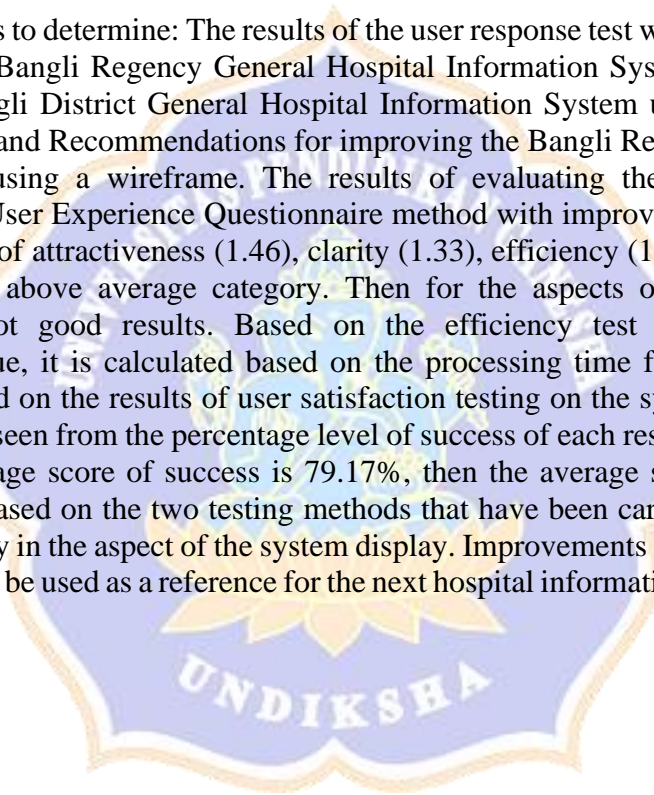 s to determine: The results of the user response test w
Bangli Regency General Hospital Information Sys
gli District General Hospital Information System u
and Recommendations for improving the Bangli Re
using a wireframe. The results of evaluating the
User Experience Questionnaire method with improv
of attractiveness (1.46), clarity (1.33), efficiency (1
above average category. Then for the aspects o
ot good results. Based on the efficiency test
ue, it is calculated based on the processing time f
d on the results of user satisfaction testing on the s
seen from the percentage level of success of each res
age score of success is 79.17%, then the average s
ased on the two testing methods that have been car
y in the aspect of the system display. Improvements
be used as a reference for the next hospital informati
UNIVERSITAS PENDIDIKAN GANESHA
UNDIKSHA